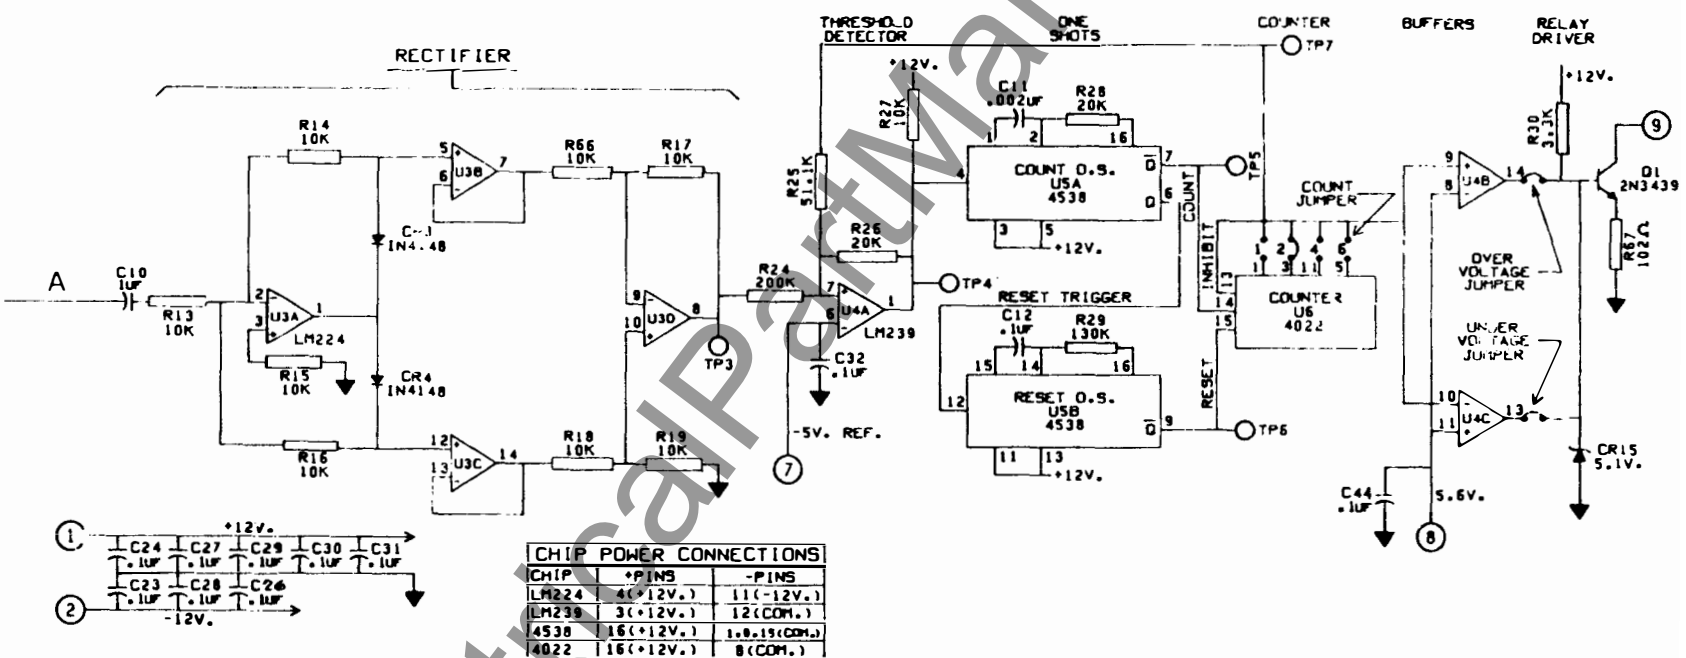 THRESHOLD
DETECTOR
ONE
SHOTS
COUNTER
BUFFERS
RELAY
DRIVER
RECTIFIER
TP7
+12V.
+12V.
R27
10K
C11
.002UF
R28
20K
1
2
16
R30
3.3K
9
R14
10K
5
6
U3B
7
R66
10K
R17
10K
R25
51.1K
4
COUNT O.S.
U5A
4538
Q
7
6
Q
TP5
COUNT
COUNT
JUMPER
9
8
U4B
14
Q1
2N3439
3
5
+12V.
IN4148
R26
20K
INHIBIT
1
2
4
6
1
3
11
5
R67
102Ω
OVER
VOLTAGE
JUMPER
A
C10
1UF
R13
10K
2
3
U3A
1
LM224
R24
200K
7
6
U4A
1
LM239
TP4
RESET TRIGGER
13
14
15
COUNTER
U6
4022
9
10
U3D
8
TP3
C32
.1UF
C12
.1UF
R29
130K
15
14
16
UNDER
VOLTAGE
JUMPER
R15
10K
CR4
IN4148
12
RESET O.S.
U5B
4538
Q
9
RESET
TP6
10
11
U4C
13
-5V. REF.
7
R16
10K
12
13
U3C
14
R18
10K
R19
10K
11
13
+12V.
CR15
5.1V.
C44
.1UF
5.6V.
8
1
+12V.
C24
.1UF
C27
.1UF
C29
.1UF
C30
.1UF
C31
.1UF
C23
.1UF
C28
.1UF
C26
.1UF
2
-12V.
CHIP POWER CONNECTIONS
CHIP +PINS -PINS
LM224 4(+12V.) 11(-12V.)
LM239 3(+12V.) 12(COM.)
4538 16(+12V.) 1.8.15(COM.)
4022 16(+12V.) 8(COM.)